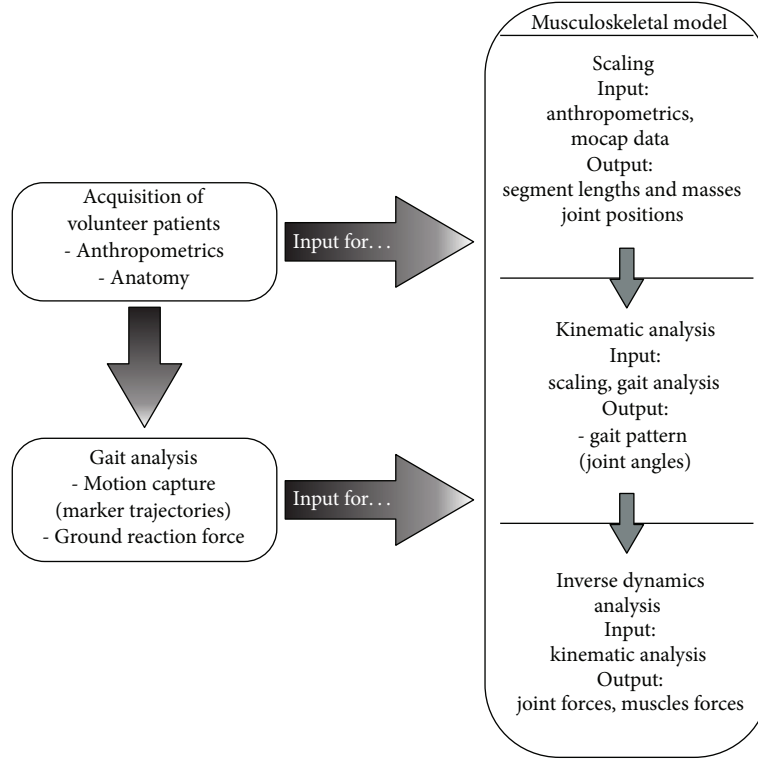 Acquisition of
volunteer patients
- Anthropometrics
- Anatomy
Input for…
Gait analysis
- Motion capture
(marker trajectories)
- Ground reaction force
Input for…
Musculoskeletal model
Scaling
Input:
anthropometrics,
mocap data
Output:
segment lengths and masses
joint positions
Kinematic analysis
Input:
scaling, gait analysis
Output:
- gait pattern
(joint angles)
Inverse dynamics
analysis
Input:
kinematic analysis
Output:
joint forces, muscles forces